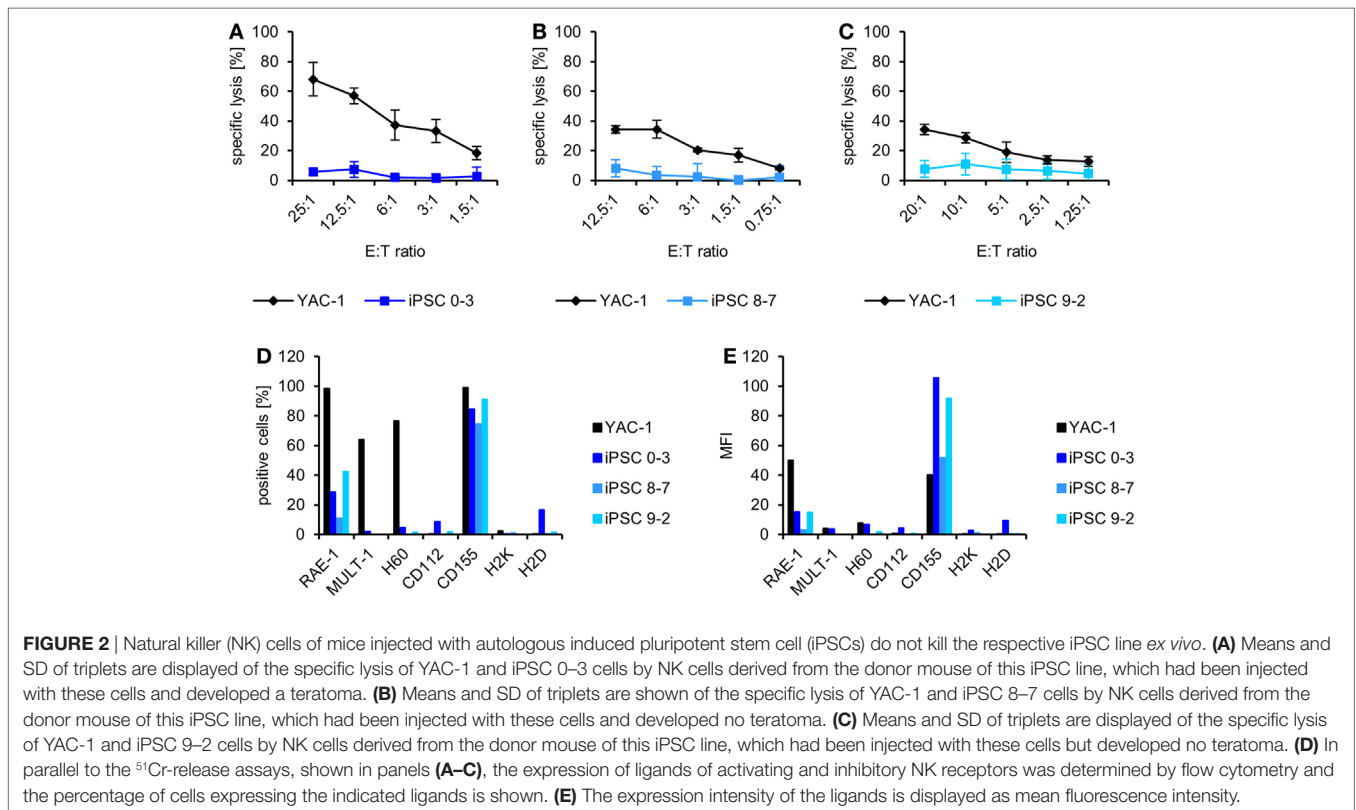 A
B
C
specific lysis [%]
100
80
60
40
20
0
25:1
12.5:1
6:1
3:1
1.5:1
E:T ratio
specific lysis [%]
100
80
60
40
20
0
12.5:1
6:1
3:1
1.5:1
0.75:1
E:T ratio
specific lysis [%]
100
80
60
40
20
0
20:1
10:1
5:1
2.5:1
1.25:1
E:T ratio
YAC-1 iPSC 0-3
YAC-1 iPSC 8-7
YAC-1 iPSC 9-2
D
positive cells [%]
120
100
80
60
40
20
0
RAE-1
MULT-1
H60
CD112
CD155
H2K
H2D
YAC-1
iPSC 0-3
iPSC 8-7
iPSC 9-2
E
MFI
120
100
80
60
40
20
0
RAE-1
MULT-1
H60
CD112
CD155
H2K
H2D
YAC-1
iPSC 0-3
iPSC 8-7
iPSC 9-2
FIGURE 2 | Natural killer (NK) cells of mice injected with autologous induced pluripotent stem cell (iPSCs) do not kill the respective iPSC line ex vivo. (A) Means and
SD of triplets are displayed of the specific lysis of YAC-1 and iPSC 0–3 cells by NK cells derived from the donor mouse of this iPSC line, which had been injected
with these cells and developed a teratoma. (B) Means and SD of triplets are shown of the specific lysis of YAC-1 and iPSC 8–7 cells by NK cells derived from the
donor mouse of this iPSC line, which had been injected with these cells and developed no teratoma. (C) Means and SD of triplets are displayed of the specific lysis
of YAC-1 and iPSC 9–2 cells by NK cells derived from the donor mouse of this iPSC line, which had been injected with these cells but developed no teratoma. (D) In
parallel to the ⁵¹Cr-release assays, shown in panels (A–C), the expression of ligands of activating and inhibitory NK receptors was determined by flow cytometry and
the percentage of cells expressing the indicated ligands is shown. (E) The expression intensity of the ligands is displayed as mean fluorescence intensity.